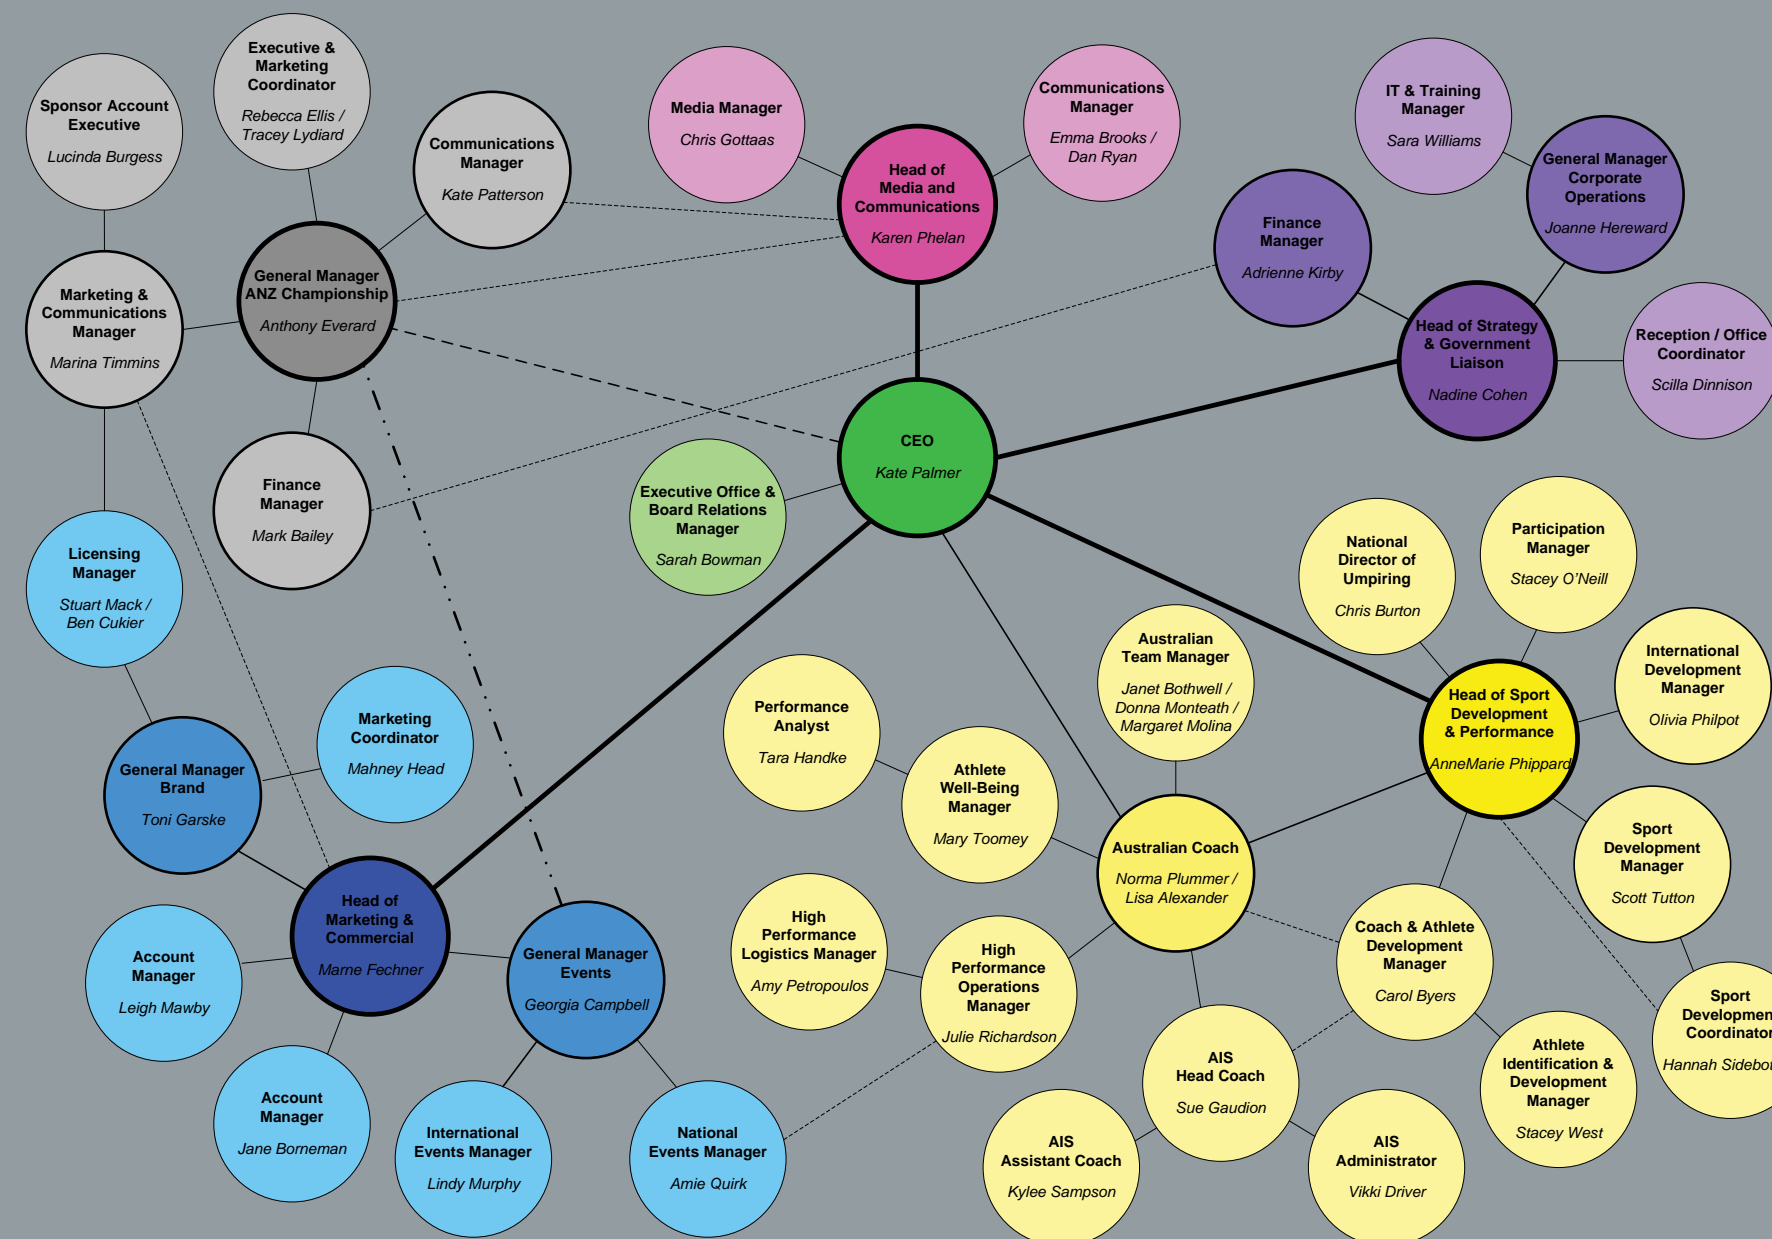 Executive &
Marketing
Coordinator
Rebecca Ellis /
Tracey Lydiard
Sponsor Account
Executive
Lucinda Burgess
Communications
Manager
Kate Patterson
Media Manager
Chris Gottaas
Communications
Manager
Emma Brooks /
Dan Ryan
Head of
Media and
Communications
Karen Phelan
IT & Training
Manager
Sara Williams
General Manager
Corporate
Operations
Joanne Hereward
Finance
Manager
Adrienne Kirby
General Manager
ANZ Championship
Anthony Everard
Marketing &
Communications
Manager
Marina Timmins
Head of Strategy
& Government
Liaison
Nadine Cohen
Reception / Office
Coordinator
Scilla Dinnison
CEO
Kate Palmer
Finance
Manager
Mark Bailey
Executive Office &
Board Relations
Manager
Sarah Bowman
Licensing
Manager
Stuart Mack /
Ben Cukier
National
Director of
Umpiring
Chris Burton
Participation
Manager
Stacey O'Neill
Australian
Team Manager
Janet Bothwell /
Donna Monteath /
Margaret Molina
International
Development
Manager
Olivia Philpot
Head of Sport
Development
& Performance
AnneMarie Phippard
Performance
Analyst
Tara Handke
Marketing
Coordinator
Mahney Head
General Manager
Brand
Toni Garske
Athlete
Well-Being
Manager
Mary Toomey
Australian Coach
Norma Plummer /
Lisa Alexander
Sport
Development
Manager
Scott Tutton
Head of
Marketing &
Commercial
Marne Fechner
General Manager
Events
Georgia Campbell
High
Performance
Logistics Manager
Amy Petropoulos
High
Performance
Operations
Manager
Julie Richardson
Coach & Athlete
Development
Manager
Carol Byers
Account
Manager
Leigh Mawby
Sport
Developmen
Coordinator
Hannah Sidebot
Account
Manager
Jane Borneman
International
Events Manager
Lindy Murphy
National
Events Manager
Amie Quirk
AIS
Head Coach
Sue Gaudion
Athlete
Identification &
Development
Manager
Stacey West
AIS
Assistant Coach
Kylee Sampson
AIS
Administrator
Vikki Driver